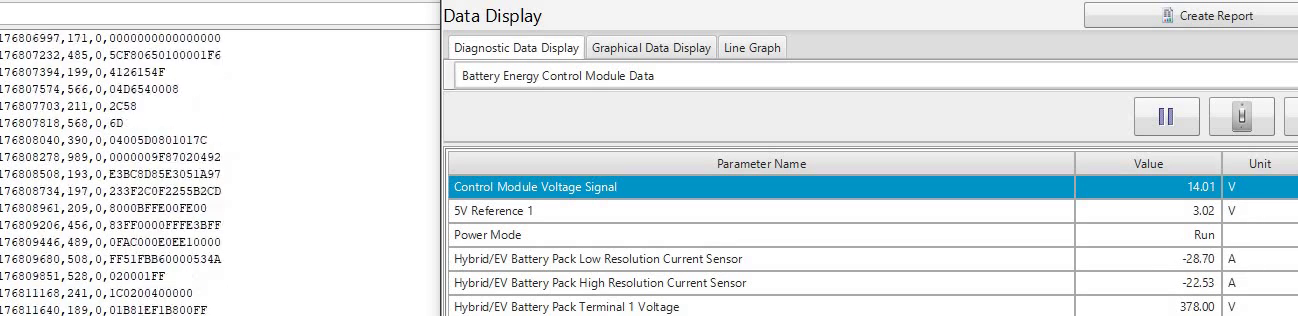 176806997,171,0,0000000000000000
176807232,485,0,5CF80650100001F6
176807394,199,0,4126154F
176807574,566,0,04D6540008
176807703,211,0,2C58
176807818,568,0,6D
176808040,390,0,04005D0801017C
176808278,989,0,0000009F87020492
176808508,193,0,E3BC8D85E3051A97
176808734,197,0,233F2C0F2255B2CD
176808961,209,0,8000BFFE00FE00
176809206,456,0,83FF0000FFFE3BFF
176809446,489,0,0FAC000E0EE10000
176809680,508,0,FF51FBB60000534A
176809851,528,0,020001FF
176811168,241,0,1C0200400000
176811640,189,0,01B81EF1B800FF
Data Display
Create Report
Diagnostic Data Display Graphical Data Display Line Graph
Battery Energy Control Module Data
Parameter Name Value Unit
Control Module Voltage Signal 14.01 V
5V Reference 1 3.02 V
Power Mode Run
Hybrid/EV Battery Pack Low Resolution Current Sensor -28.70 A
Hybrid/EV Battery Pack High Resolution Current Sensor -22.53 A
Hybrid/EV Battery Pack Terminal 1 Voltage 378.00 V